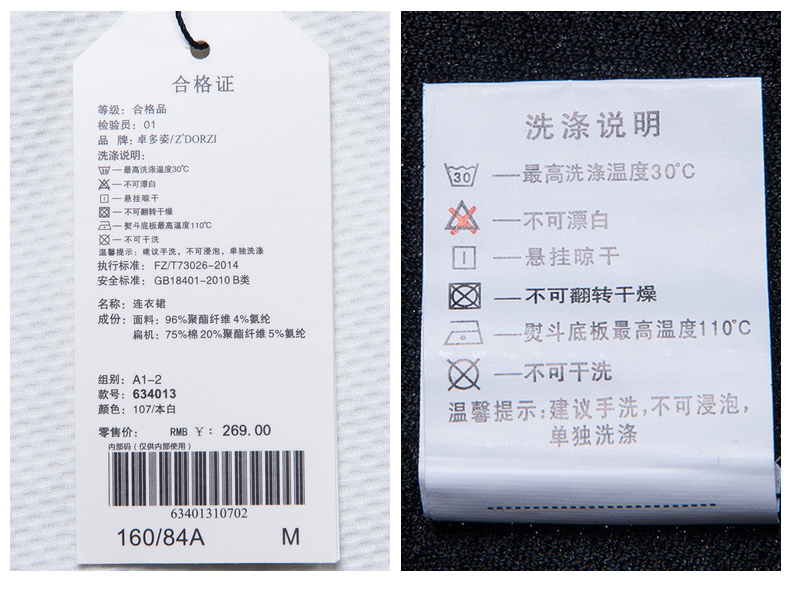 合格证
等级：合格品
检验员：01
品 牌：卓多姿/Z'DORZI
洗涤说明：
30 — 最高洗涤温度30℃
— 不可漂白
— 悬挂晾干
— 不可翻转干燥
— 熨斗底板最高温度110℃
— 不可干洗
温馨提示：建议手洗，不可浸泡，单独洗涤
执行标准：FZ/T73026-2014
安全标准：GB18401-2010 B类
名称：连衣裙
成份：面料：96%聚酯纤维 4%氨纶
扁机：75%棉 20%聚酯纤维 5%氨纶
组别：A1-2
款号：634013
颜色：107/本白
零售价： RMB ￥：269.00
内部码（仅供内部使用）
63401310702
160/84A M
洗涤说明
30 —最高洗涤温度30℃
—不可漂白
—悬挂晾干
—不可翻转干燥
—熨斗底板最高温度110℃
—不可干洗
温馨提示：建议手洗，不可浸泡，
单独洗涤